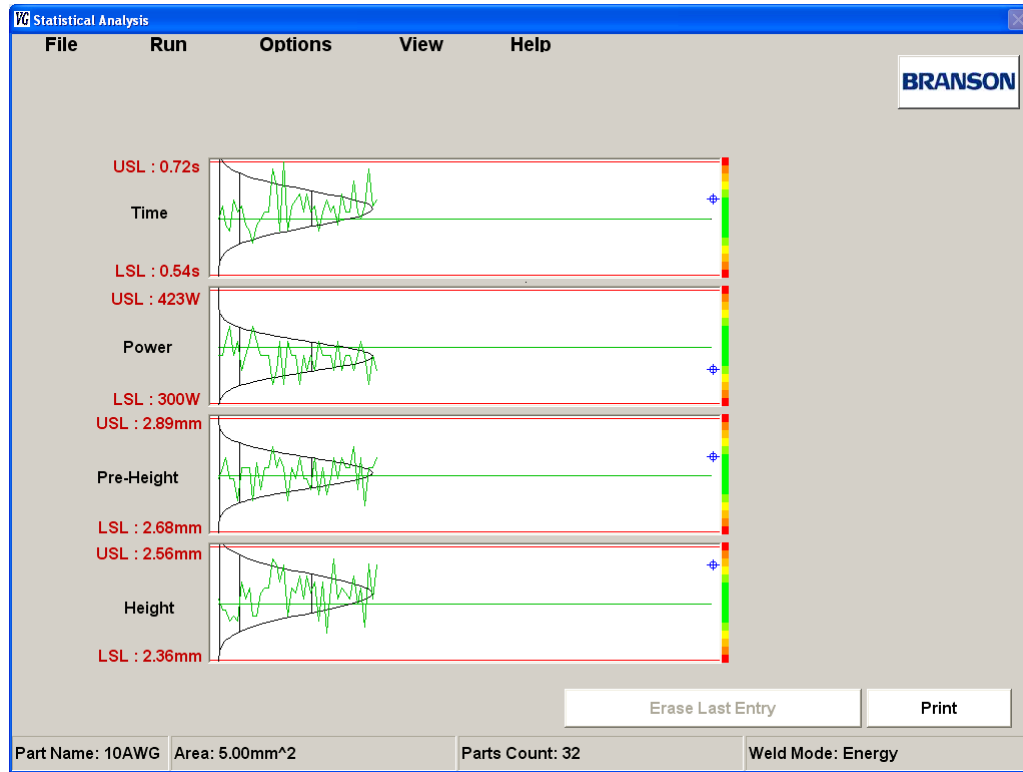 VG Statistical Analysis
File Run Options View Help
BRANSON
USL : 0.72s
Time
LSL : 0.54s
USL : 423W
Power
LSL : 300W
USL : 2.89mm
Pre-Height
LSL : 2.68mm
USL : 2.56mm
Height
LSL : 2.36mm
Erase Last Entry Print
Part Name: 10AWG Area: 5.00mm^2 Parts Count: 32 Weld Mode: Energy